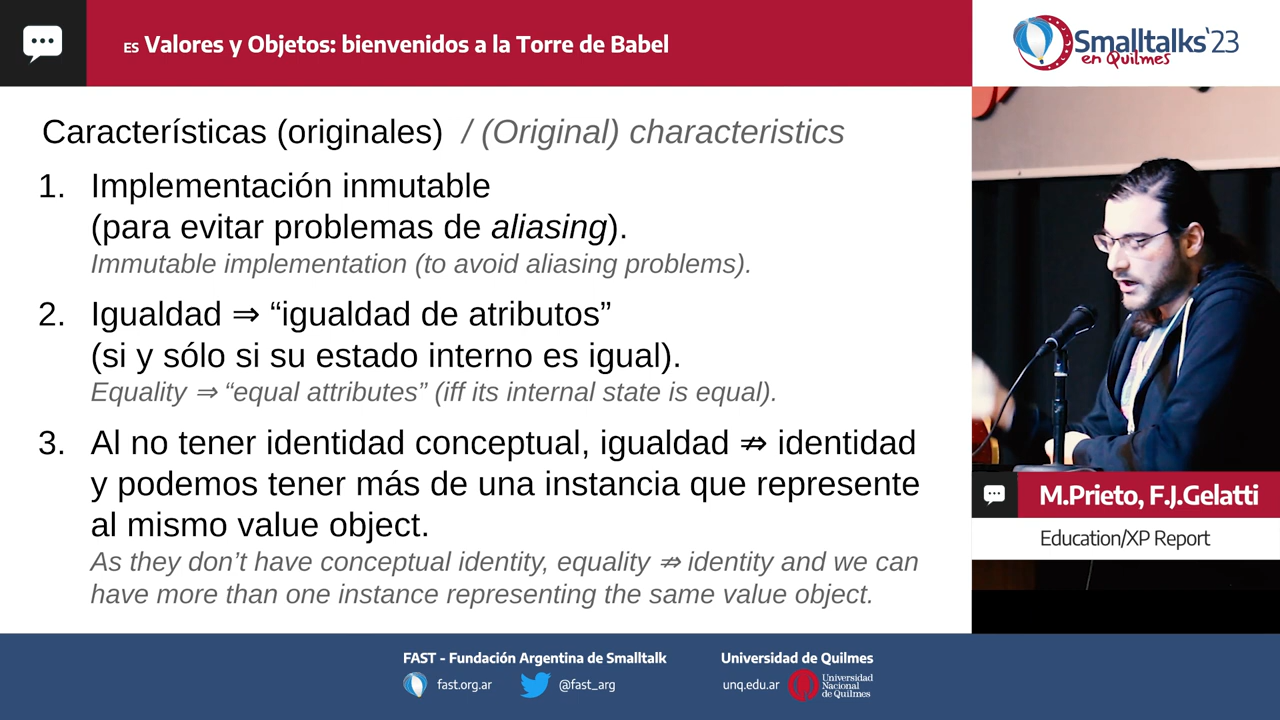 ES Valores y Objetos: bienvenidos a la Torre de Babel
Smalltalks'23
en Quilmes
Características (originales) / (Original) characteristics
1. Implementación inmutable
(para evitar problemas de aliasing).
Immutable implementation (to avoid aliasing problems).
2. Igualdad ⇒ “igualdad de atributos”
(si y sólo si su estado interno es igual).
Equality ⇒ “equal attributes” (iff its internal state is equal).
3. Al no tener identidad conceptual, igualdad ⇏ identidad
y podemos tener más de una instancia que represente
al mismo value object.
As they don’t have conceptual identity, equality ⇏ identity and we can
have more than one instance representing the same value object.
M.Prieto, F.J.Gelatti
Education/XP Report
FAST - Fundación Argentina de Smalltalk
fast.org.ar
@fast_arg
Universidad de Quilmes
unq.edu.ar
Universidad
Nacional
de Quilmes